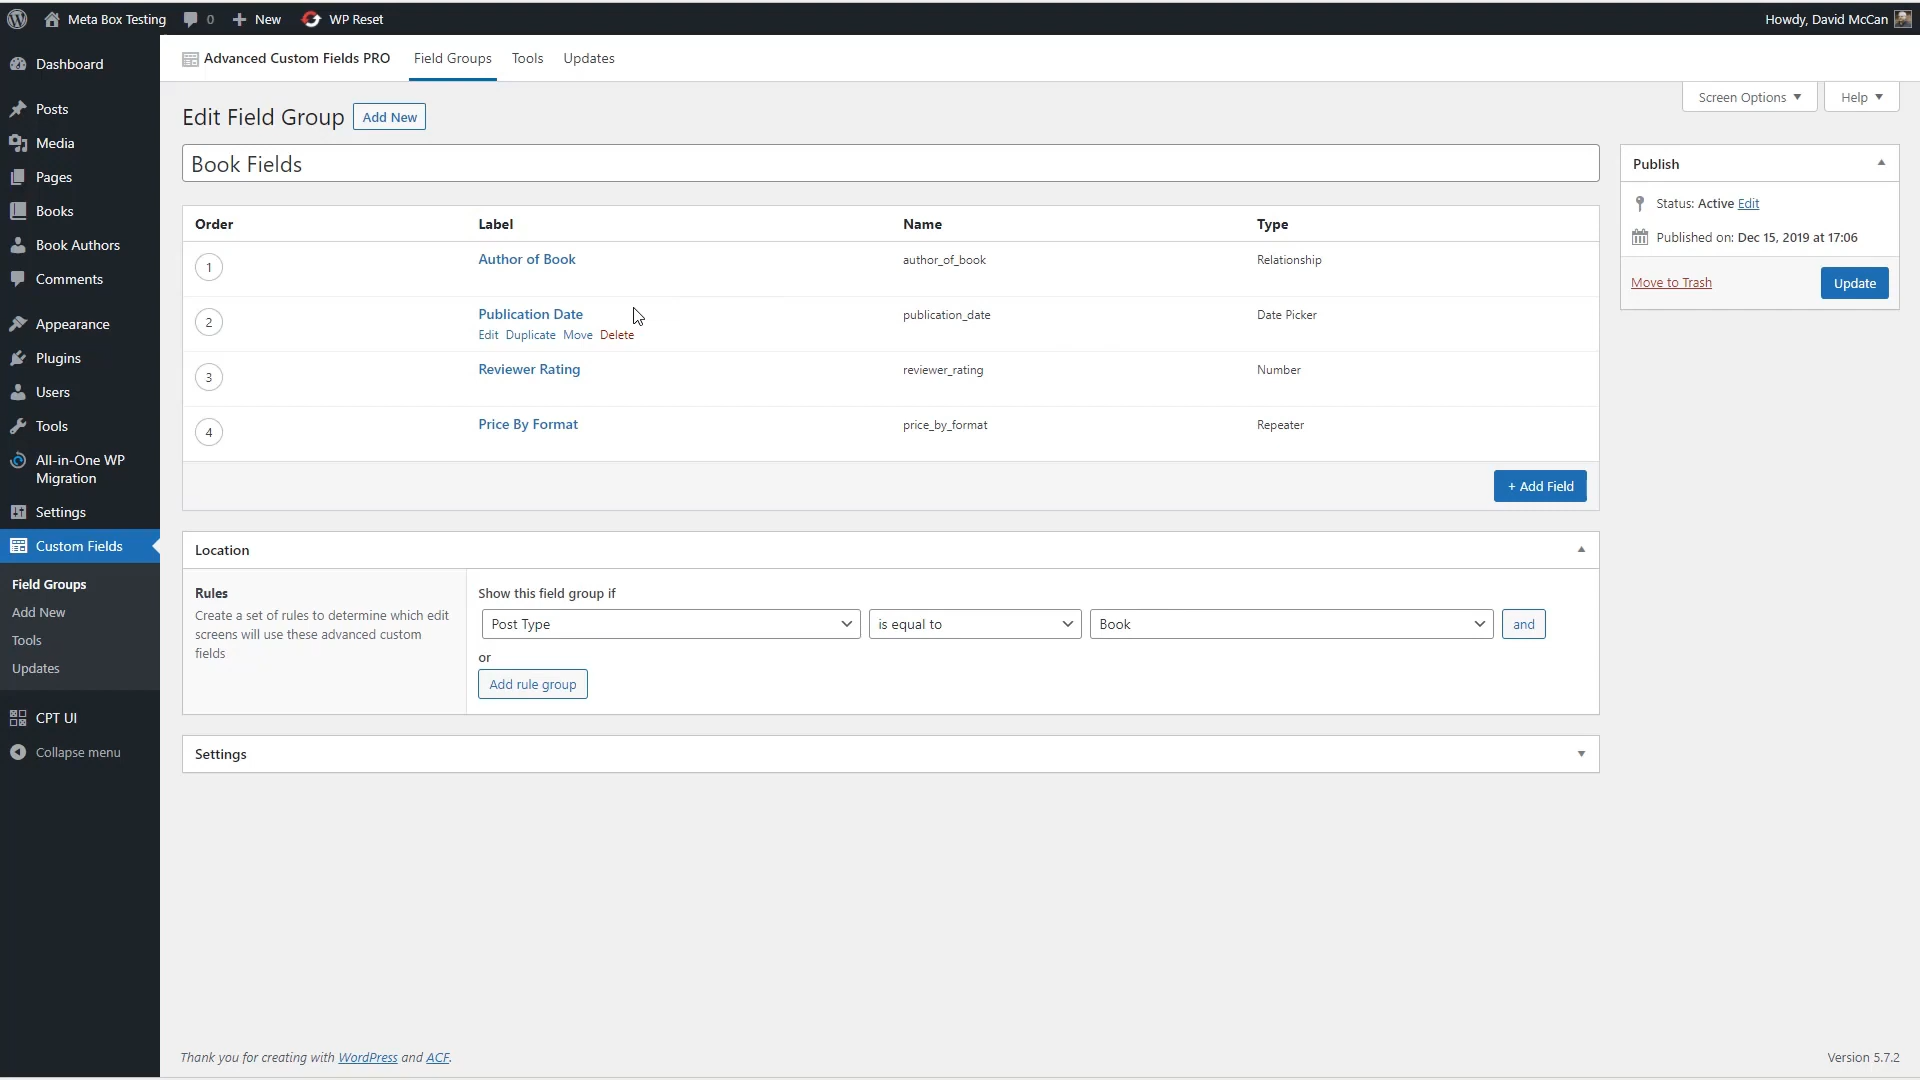 Meta Box Testing 0 + New WP Reset Howdy, David McCan
Advanced Custom Fields PRO Field Groups Tools Updates
Dashboard
Posts
Media
Pages
Books
Book Authors
Comments
Appearance
Plugins
Users
Tools
All-in-One WP
Migration
Settings
Custom Fields
Field Groups
Add New
Tools
Updates
CPT UI
Collapse menu
Screen Options Help
Edit Field Group Add New
Book Fields
Order Label Name Type
1 Author of Book author_of_book Relationship
2 Publication Date publication_date Date Picker
Edit Duplicate Move Delete
3 Reviewer Rating reviewer_rating Number
4 Price By Format price_by_format Repeater
+ Add Field
Location
Rules
Create a set of rules to determine which edit
screens will use these advanced custom
fields
Show this field group if
Post Type is equal to Book and
or
Add rule group
Settings
Publish
Status: Active Edit
Published on: Dec 15, 2019 at 17:06
Move to Trash Update
Thank you for creating with WordPress and ACF.
Version 5.7.2